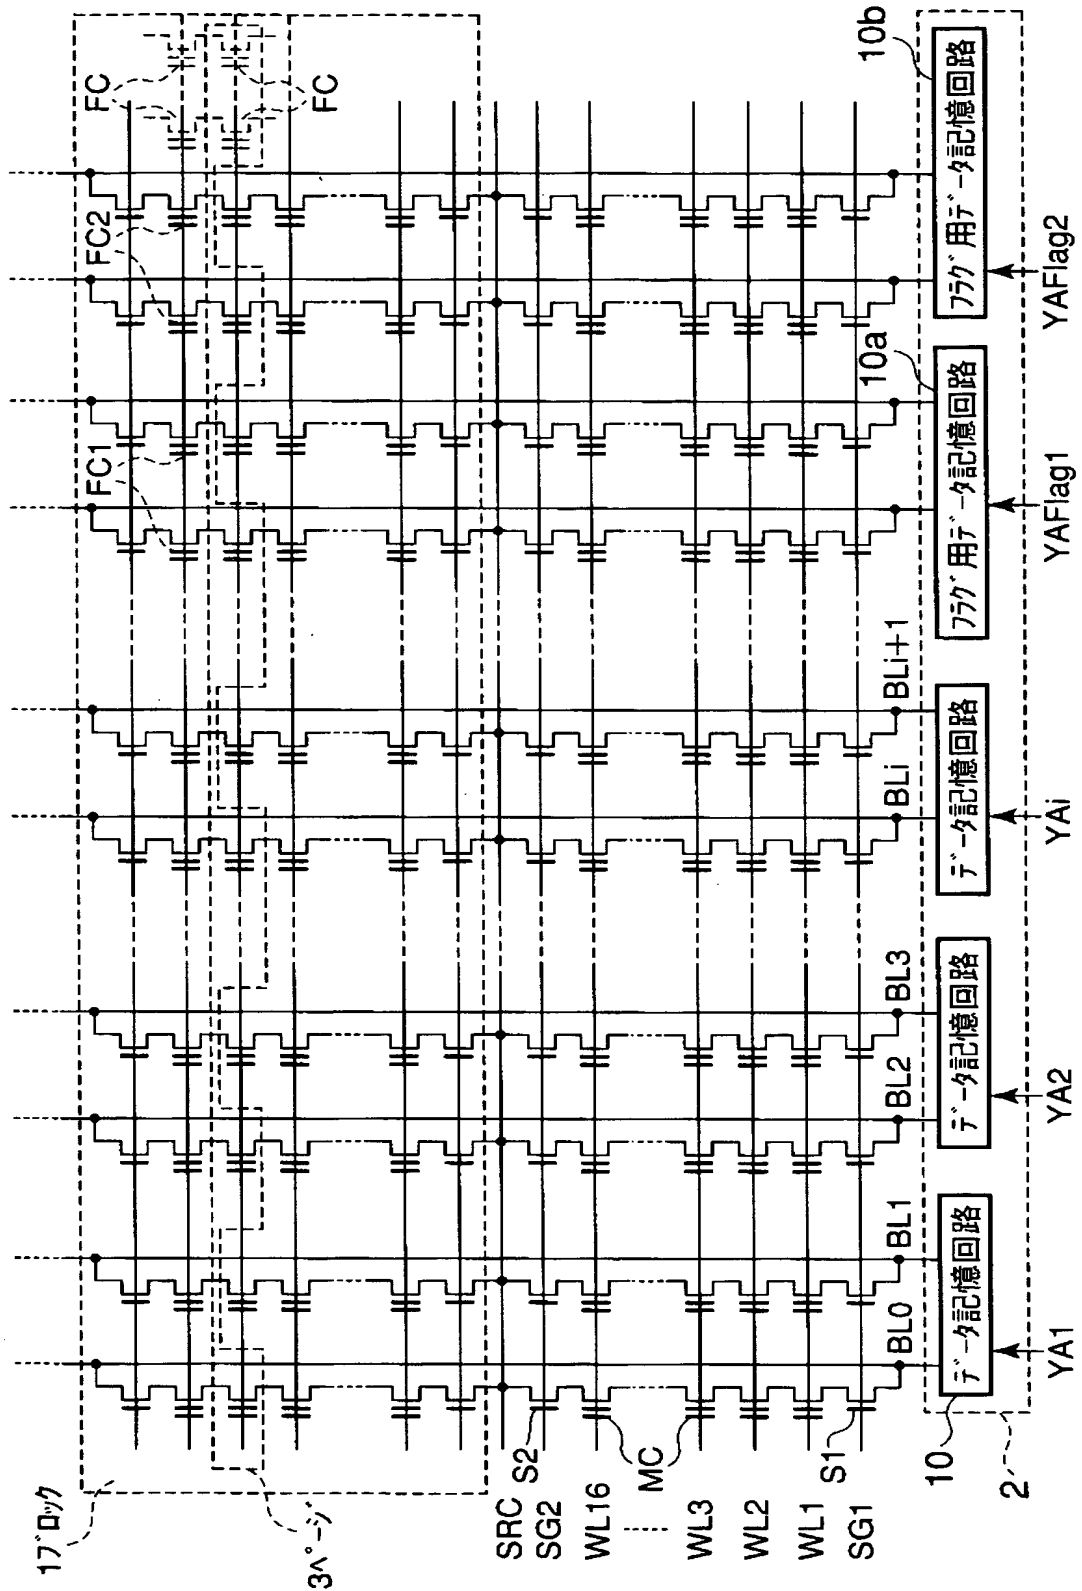 1ブロック
3ページ
FC1
FC2
FC
FC
SRC
SG2
S2
WL16
MC
WL3
WL2
WL1
SG1
S1
BL0
BL1
BL2
BL3
BLi
BLi+1
10
10a
10b
2
データ記憶回路
データ記憶回路
データ記憶回路
フラグ用データ記憶回路
フラグ用データ記憶回路
YA1
YA2
YAi
YAFlag1
YAFlag2